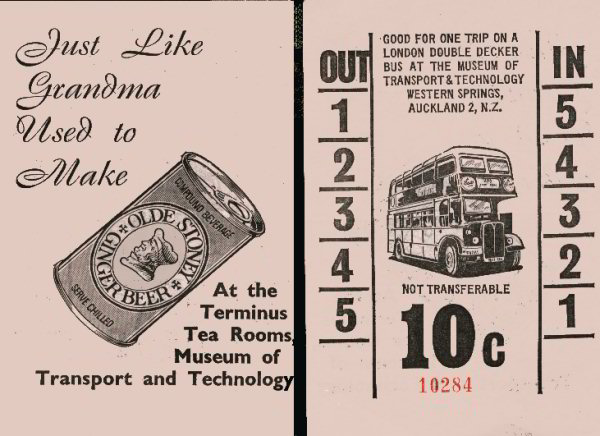 Just Like
Grandma
Used to
Make
COMPOUND BEVERAGE
OLDE STONEY
GINGER BEER
SERVE CHILLED
At the
Terminus
Tea Rooms,
Museum of
Transport and Technology
OUT
1
2
3
4
5
GOOD FOR ONE TRIP ON A
LONDON DOUBLE DECKER
BUS AT THE MUSEUM OF
TRANSPORT & TECHNOLOGY
WESTERN SPRINGS,
AUCKLAND 2, N.Z.
NOT TRANSFERABLE
10c
10284
IN
5
4
3
2
1